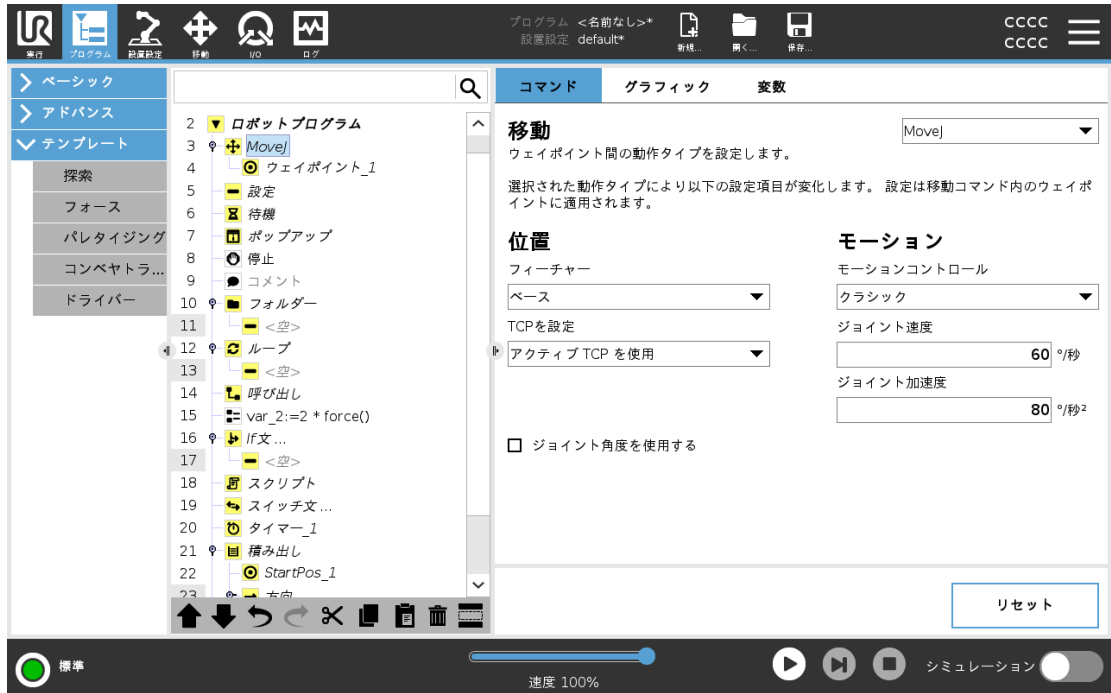 実行
プログラム
設置設定
移動
I/O
ログ
プログラム <名前なし>*
設置設定 default*
新規...
開く...
保存...
CCCC
CCCC
ベーシック
アドバンス
テンプレート
探索
フォース
パレタイジング
コンベヤトラ...
ドライバー
2 ロボットプログラム
3 MoveJ
4 ウェイポイント_1
5 設定
6 待機
7 ポップアップ
8 停止
9 コメント
10 フォルダー
11 <空>
12 ループ
13 <空>
14 呼び出し
15 var_2:=2 * force()
16 If文...
17 <空>
18 スクリプト
19 スイッチ文...
20 タイマー_1
21 積み出し
22 StartPos_1
23 方向
コマンド グラフィック 変数
移動
MoveJ
ウェイポイント間の動作タイプを設定します。
選択された動作タイプにより以下の設定項目が変化します。 設定は移動コマンド内のウェイポ
イントに適用されます。
位置
フィーチャー
ベース
TCPを設定
アクティブ TCP を使用
ジョイント角度を使用する
モーション
モーションコントロール
クラシック
ジョイント速度
60 °/秒
ジョイント加速度
80 °/秒²
リセット
標準
速度 100%
シミュレーション